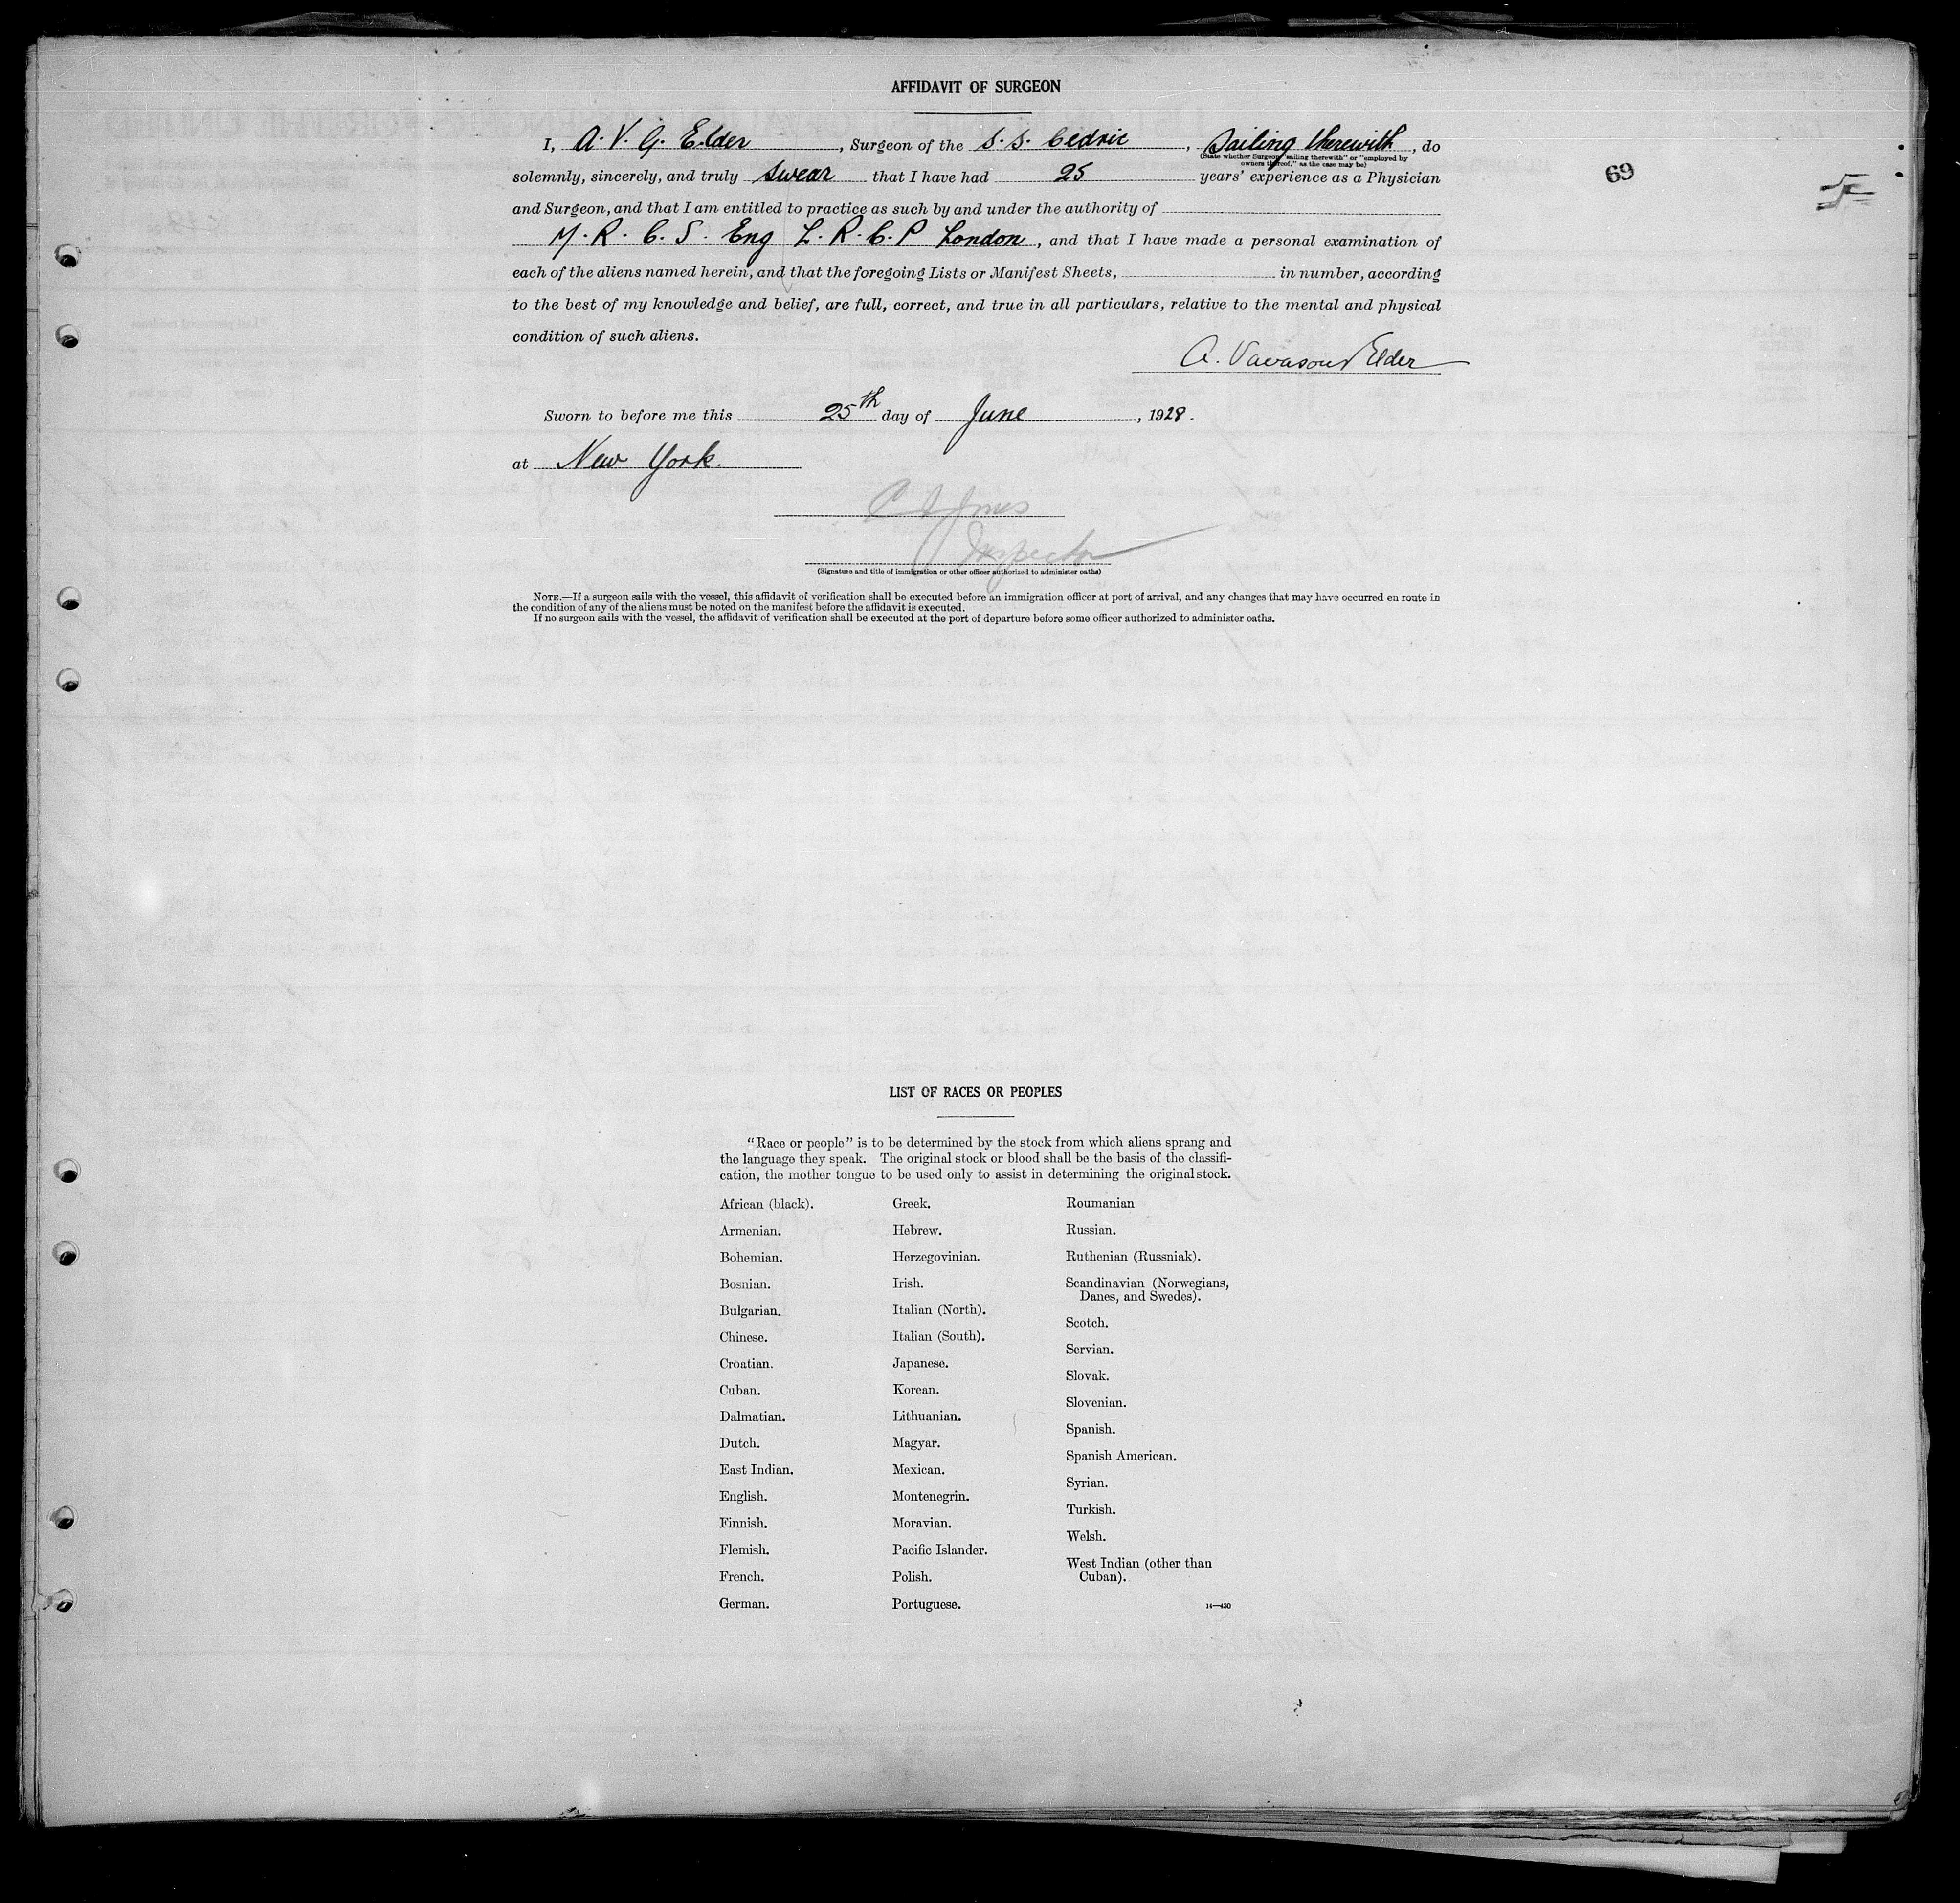 AFFIDAVIT OF SURGEON
I, A. V. G. Elder, Surgeon of the S. S. Cedric, Sailing therewith, do
(State whether Surgeon "sailing therewith" or "employed by
owners thereof," as the case may be)
solemnly, sincerely, and truly swear that I have had 25 years' experience as a Physician
69
5
and Surgeon, and that I am entitled to practice as such by and under the authority of
M. R. C. S. Eng L. R. C. P London, and that I have made a personal examination of
each of the aliens named herein, and that the foregoing Lists or Manifest Sheets, in number, according
to the best of my knowledge and belief, are full, correct, and true in all particulars, relative to the mental and physical
condition of such aliens.
A. Vavasour Elder
Sworn to before me this 25th day of June, 1928.
at New York.
Jones
Inspector
(Signature and title of immigration or other officer authorized to administer oaths)
NOTE.—If a surgeon sails with the vessel, this affidavit of verification shall be executed before an immigration officer at port of arrival, and any changes that may have occurred en route in
the condition of any of the aliens must be noted on the manifest before the affidavit is executed.
If no surgeon sails with the vessel, the affidavit of verification shall be executed at the port of departure before some officer authorized to administer oaths.
LIST OF RACES OR PEOPLES
"Race or people" is to be determined by the stock from which aliens sprang and
the language they speak. The original stock or blood shall be the basis of the classifi-
cation, the mother tongue to be used only to assist in determining the original stock.
African (black).
Armenian.
Bohemian.
Bosnian.
Bulgarian.
Chinese.
Croatian.
Cuban.
Dalmatian.
Dutch.
East Indian.
English.
Finnish.
Flemish.
French.
German.
Greek.
Hebrew.
Herzegovinian.
Irish.
Italian (North).
Italian (South).
Japanese.
Korean.
Lithuanian.
Magyar.
Mexican.
Montenegrin.
Moravian.
Pacific Islander.
Polish.
Portuguese.
Roumanian
Russian.
Ruthenian (Russniak).
Scandinavian (Norwegians,
Danes, and Swedes).
Scotch.
Servian.
Slovak.
Slovenian.
Spanish.
Spanish American.
Syrian.
Turkish.
Welsh.
West Indian (other than
Cuban).
14—430